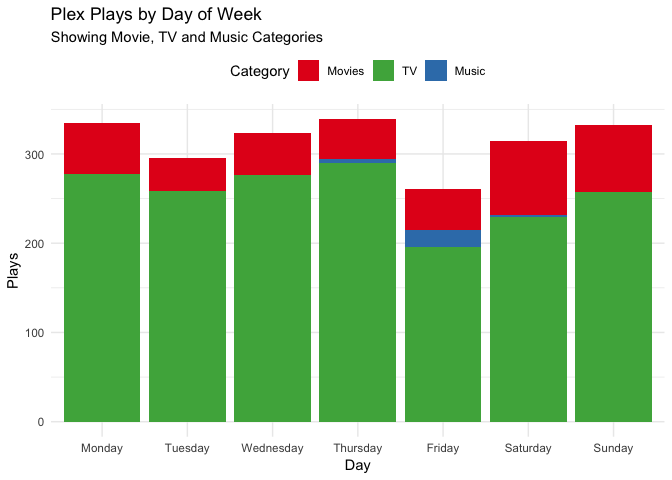 Plex Plays by Day of Week
Showing Movie, TV and Music Categories
Category Movies TV Music
300
200
100
0
Plays
Monday Tuesday Wednesday Thursday Friday Saturday Sunday
Day